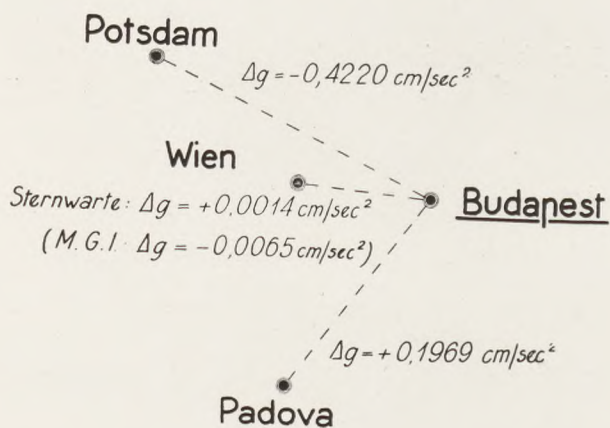 Potsdam
Δg = -0,4220 cm/sec²
Wien
Sternwarte: Δg = +0,0014 cm/sec²
Budapest
(M.G.I. Δg = -0,0065 cm/sec²)
Δg = +0,1969 cm/sec²
Padova